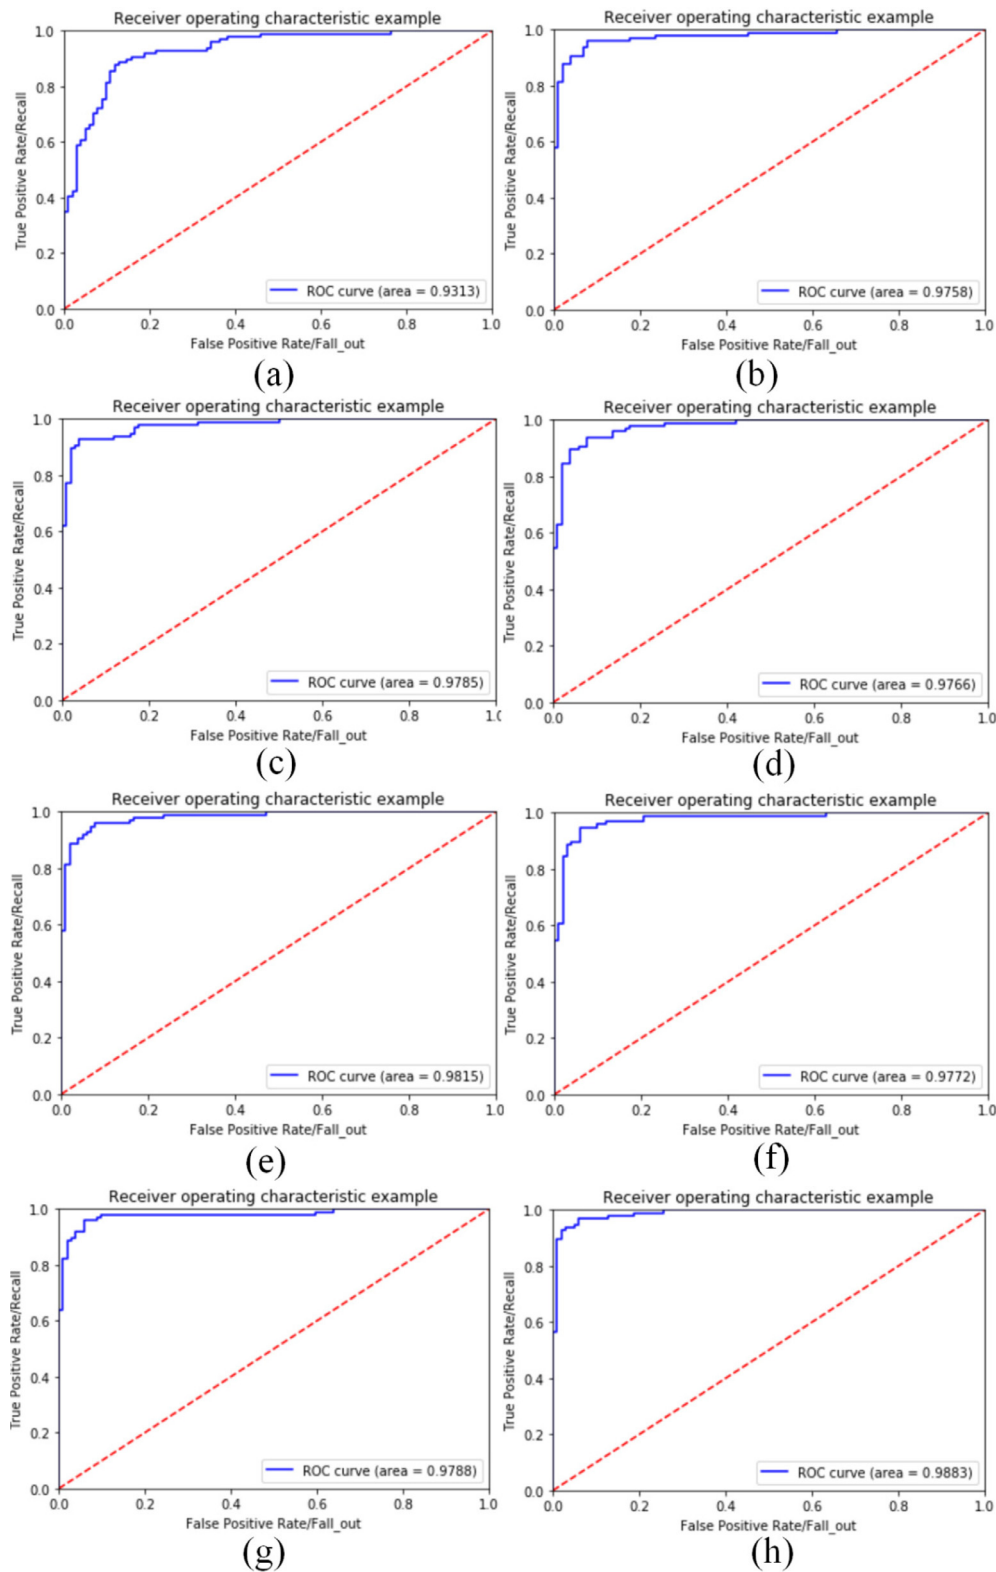 Receiver operating characteristic example
True Positive Rate/Recall
1.0
0.8
0.6
0.4
0.2
0.0
ROC curve (area = 0.9313)
0.0 0.2 0.4 0.6 0.8 1.0
False Positive Rate/Fall_out
(a)
Receiver operating characteristic example
True Positive Rate/Recall
1.0
0.8
0.6
0.4
0.2
0.0
ROC curve (area = 0.9758)
0.0 0.2 0.4 0.6 0.8 1.0
False Positive Rate/Fall_out
(b)
Receiver operating characteristic example
True Positive Rate/Recall
1.0
0.8
0.6
0.4
0.2
0.0
ROC curve (area = 0.9785)
0.0 0.2 0.4 0.6 0.8 1.0
False Positive Rate/Fall_out
(c)
Receiver operating characteristic example
True Positive Rate/Recall
1.0
0.8
0.6
0.4
0.2
0.0
ROC curve (area = 0.9766)
0.0 0.2 0.4 0.6 0.8 1.0
False Positive Rate/Fall_out
(d)
Receiver operating characteristic example
True Positive Rate/Recall
1.0
0.8
0.6
0.4
0.2
0.0
ROC curve (area = 0.9815)
0.0 0.2 0.4 0.6 0.8 1.0
False Positive Rate/Fall_out
(e)
Receiver operating characteristic example
True Positive Rate/Recall
1.0
0.8
0.6
0.4
0.2
0.0
ROC curve (area = 0.9772)
0.0 0.2 0.4 0.6 0.8 1.0
False Positive Rate/Fall_out
(f)
Receiver operating characteristic example
True Positive Rate/Recall
1.0
0.8
0.6
0.4
0.2
0.0
ROC curve (area = 0.9788)
0.0 0.2 0.4 0.6 0.8 1.0
False Positive Rate/Fall_out
(g)
Receiver operating characteristic example
True Positive Rate/Recall
1.0
0.8
0.6
0.4
0.2
0.0
ROC curve (area = 0.9883)
0.0 0.2 0.4 0.6 0.8 1.0
False Positive Rate/Fall_out
(h)